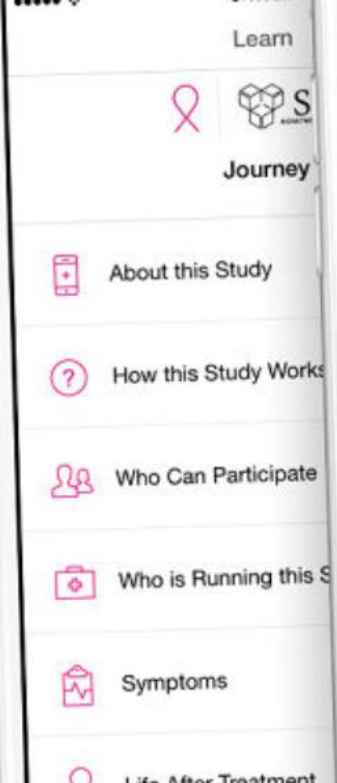 Learn
S
Journey
About this Study
How this Study Works
?
Who Can Participate
Who is Running this S
Symptoms
Life After Treatment